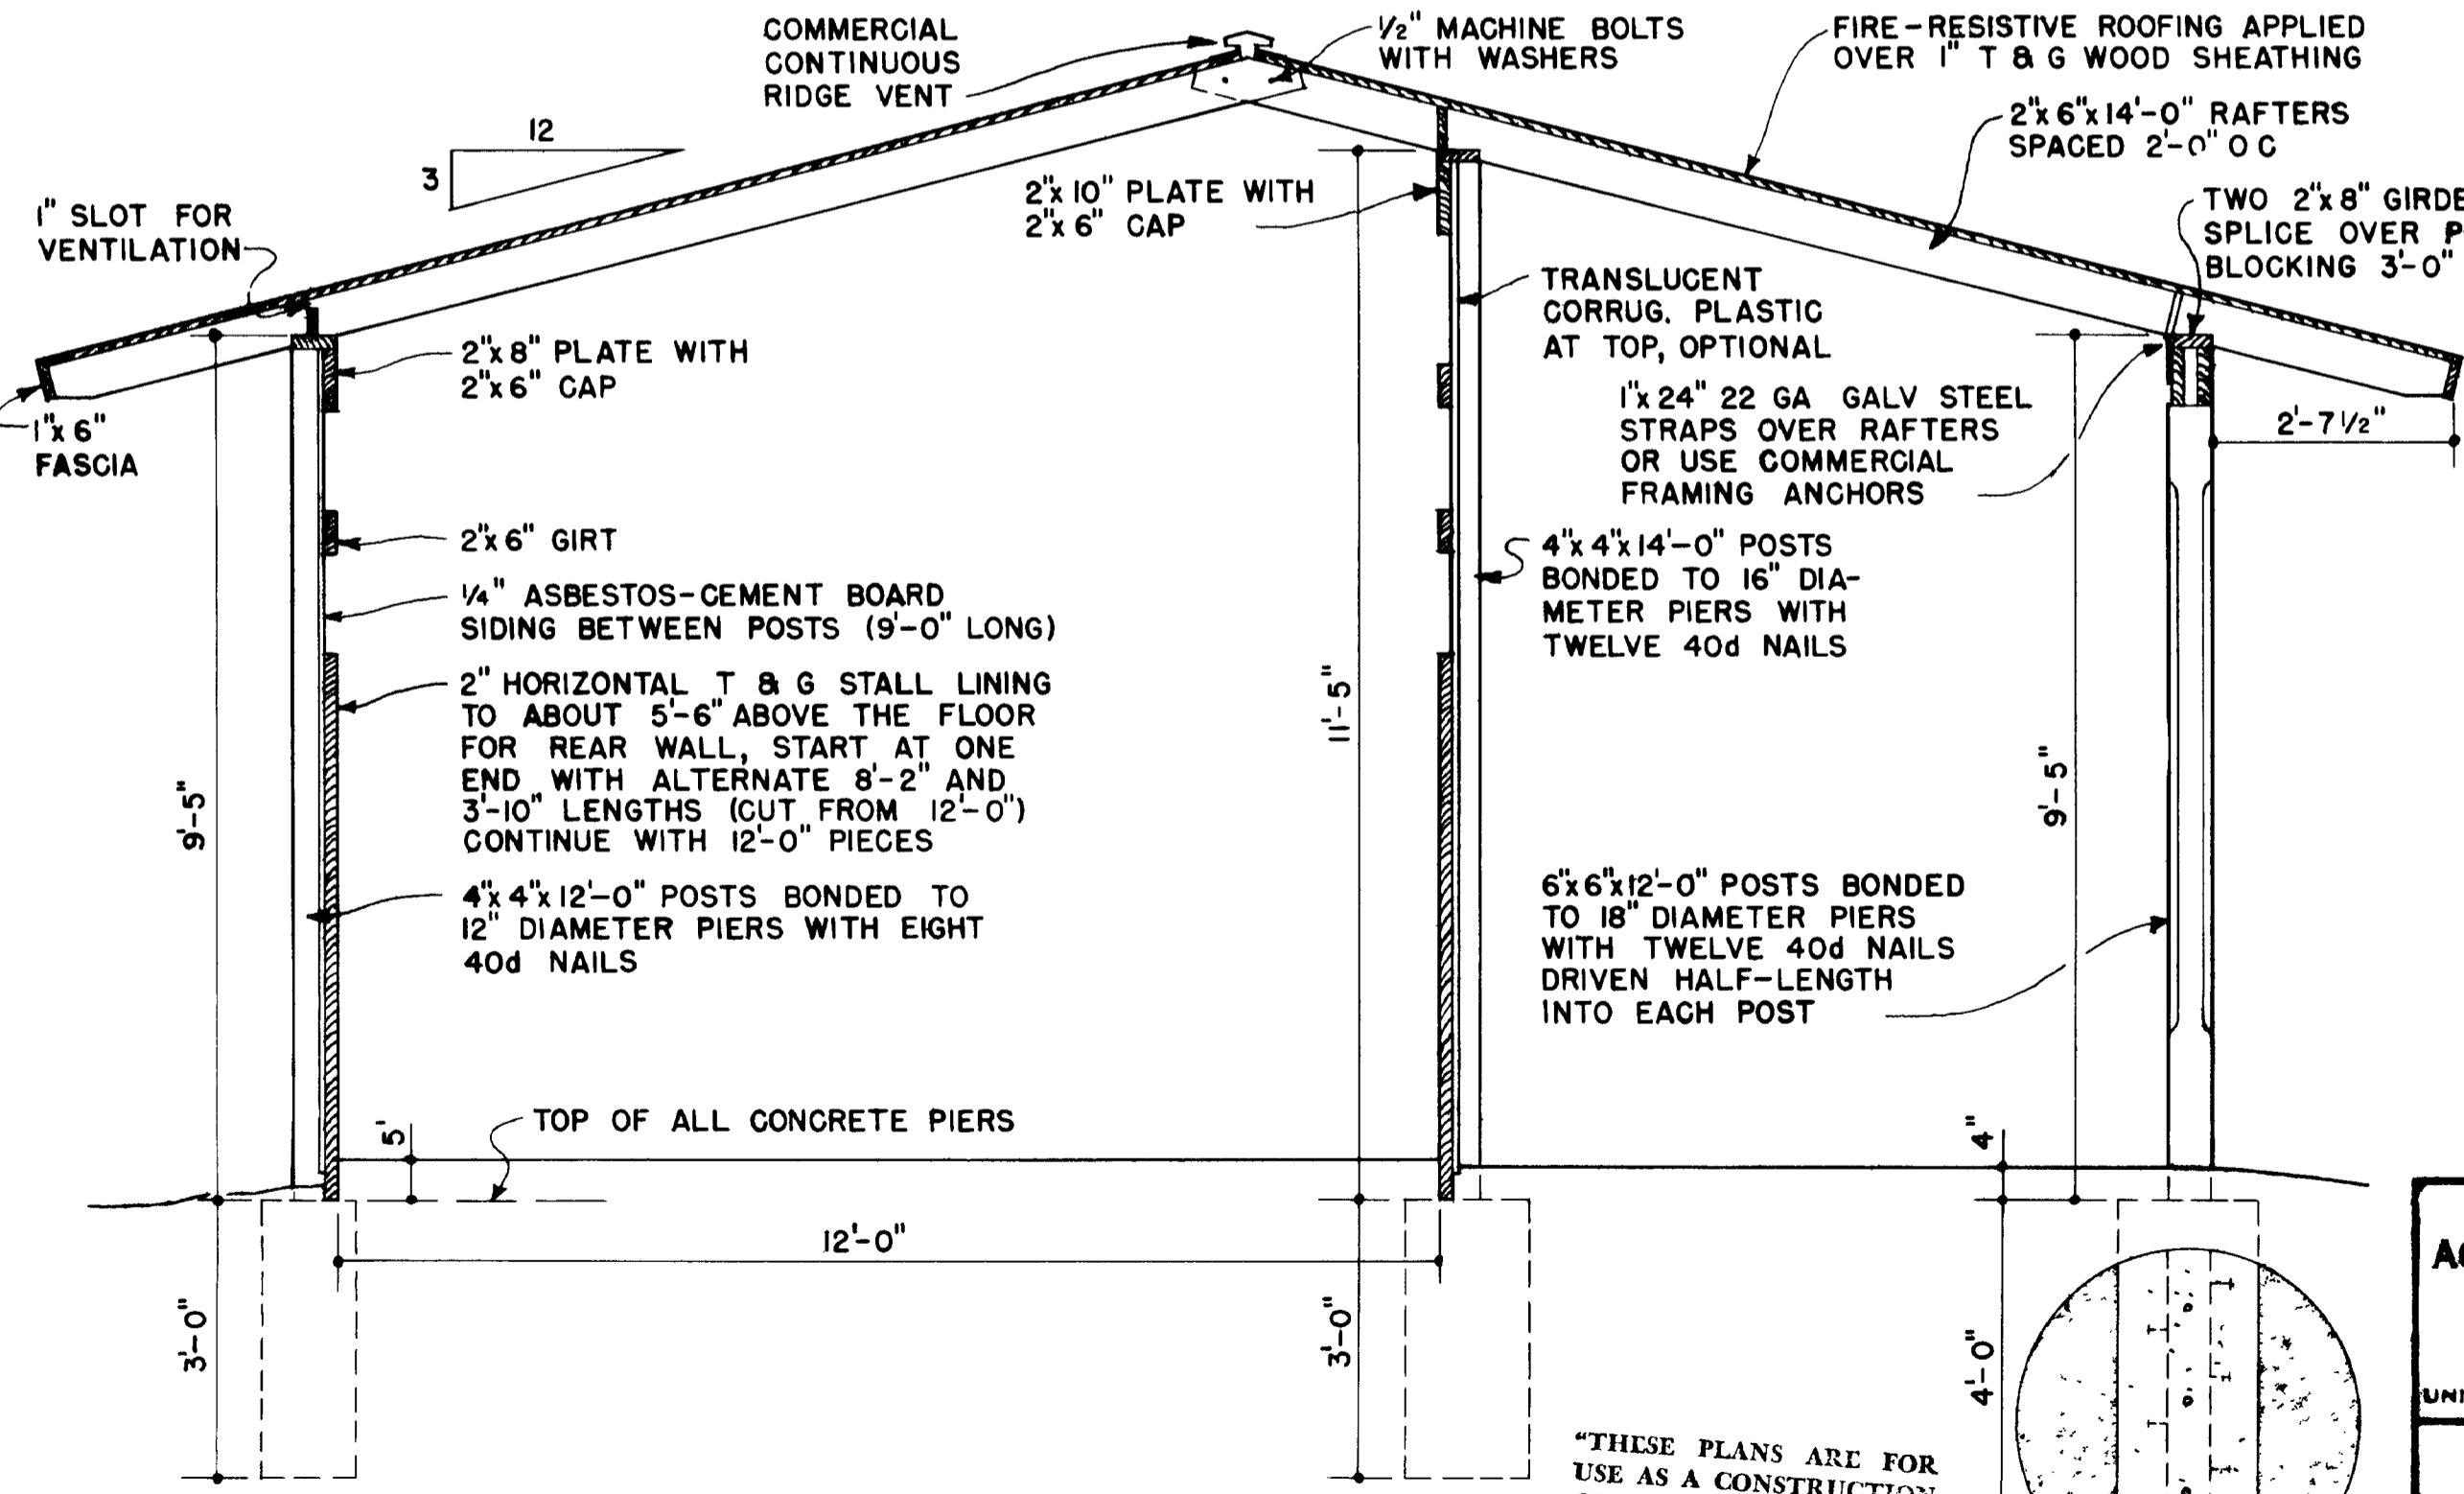 COMMERCIAL
CONTINUOUS
RIDGE VENT
1/2" MACHINE BOLTS
WITH WASHERS
FIRE-RESISTIVE ROOFING APPLIED
OVER 1" T & G WOOD SHEATHING
12
3
2"x 6"x 14'-0" RAFTERS
SPACED 2'-0" O C
1" SLOT FOR
VENTILATION
2"x 10" PLATE WITH
2"x 6" CAP
TWO 2"x 8" GIRDE
SPLICE OVER P
BLOCKING 3'-0"
TRANSLUCENT
CORRUG. PLASTIC
AT TOP, OPTIONAL
2"x 8" PLATE WITH
2"x 6" CAP
1"x 6"
FASCIA
1"x 24" 22 GA GALV STEEL
STRAPS OVER RAFTERS
OR USE COMMERCIAL
FRAMING ANCHORS
2'-7 1/2"
2"x 6" GIRT
1/4" ASBESTOS-CEMENT BOARD
SIDING BETWEEN POSTS (9'-0" LONG)
4"x 4"x 14'-0" POSTS
BONDED TO 16" DIA-
METER PIERS WITH
TWELVE 40d NAILS
2" HORIZONTAL T & G STALL LINING
TO ABOUT 5'-6" ABOVE THE FLOOR
FOR REAR WALL, START AT ONE
END WITH ALTERNATE 8'-2" AND
3'-10" LENGTHS (CUT FROM 12'-0")
CONTINUE WITH 12'-0" PIECES
9'-5"
11'-5"
9'-5"
4"x 4"x 12'-0" POSTS BONDED TO
12" DIAMETER PIERS WITH EIGHT
40d NAILS
6"x 6"x 12'-0" POSTS BONDED
TO 18" DIAMETER PIERS
WITH TWELVE 40d NAILS
DRIVEN HALF-LENGTH
INTO EACH POST
5'
TOP OF ALL CONCRETE PIERS
4"
12'-0"
3'-0"
3'-0"
4'-0"
"THESE PLANS ARE FOR
USE AS A CONSTRUCTION
UNI